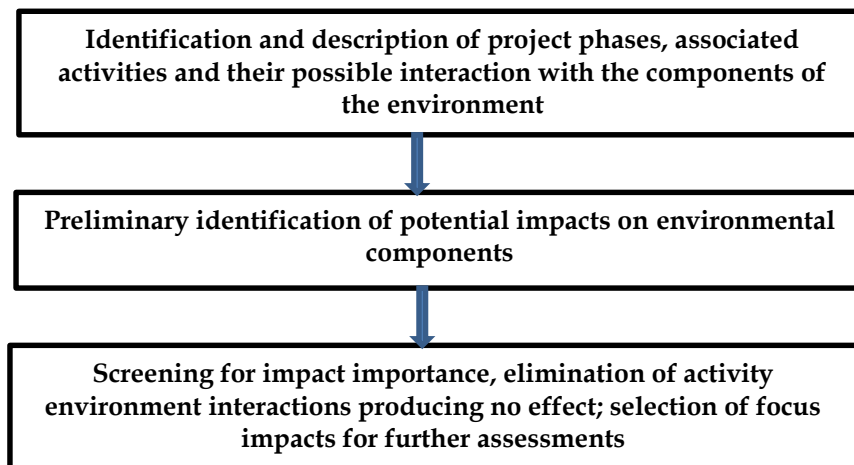 Identification and description of project phases, associated
activities and their possible interaction with the components of
the environment
Preliminary identification of potential impacts on environmental
components
Screening for impact importance, elimination of activity
environment interactions producing no effect; selection of focus
impacts for further assessments